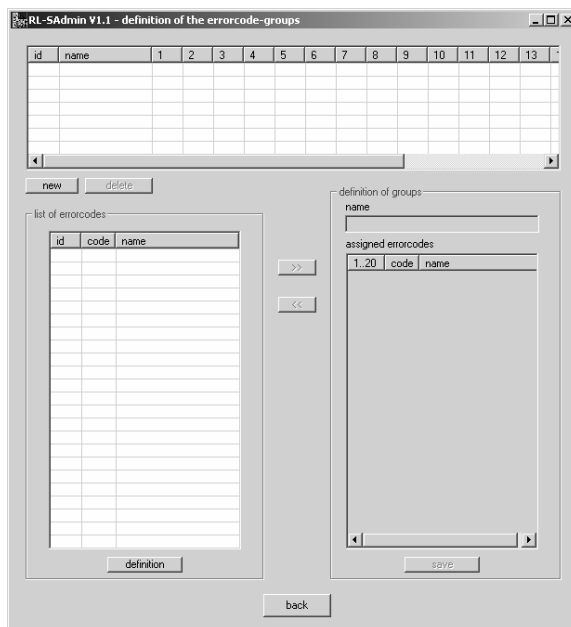 RL-SAdmin V1.1 - definition of the errorcode-groups
id name 1 2 3 4 5 6 7 8 9 10 11 12 13
new delete
definition of groups
name
list of errorcodes
id code name
>>
<<
assigned errorcodes
1..20 code name
definition
save
back